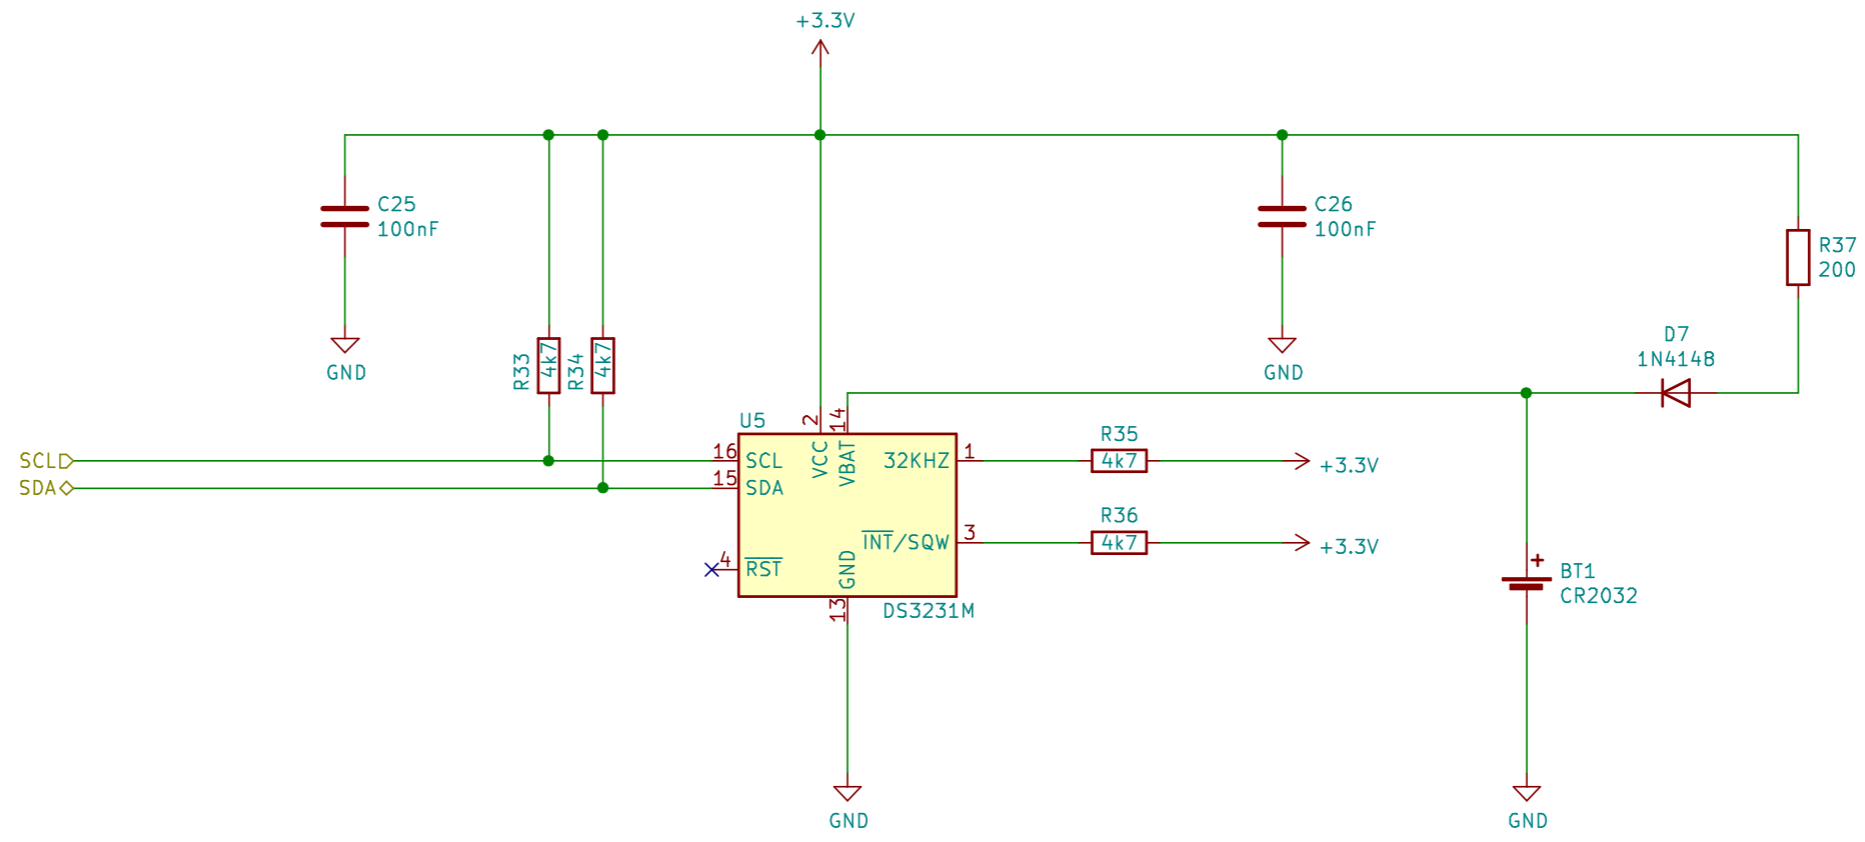 +3.3V
C25
100nF
GND
R33
4k7
R34
4k7
C26
100nF
GND
R37
200
D7
1N4148
SCL
SDA
U5
DS3231M
16
SCL
15
SDA
4
RST
2
VCC
14
VBAT
32KHZ
1
INT/SQW
3
GND
13
GND
R35
4k7
+3.3V
R36
4k7
+3.3V
+
BT1
CR2032
GND